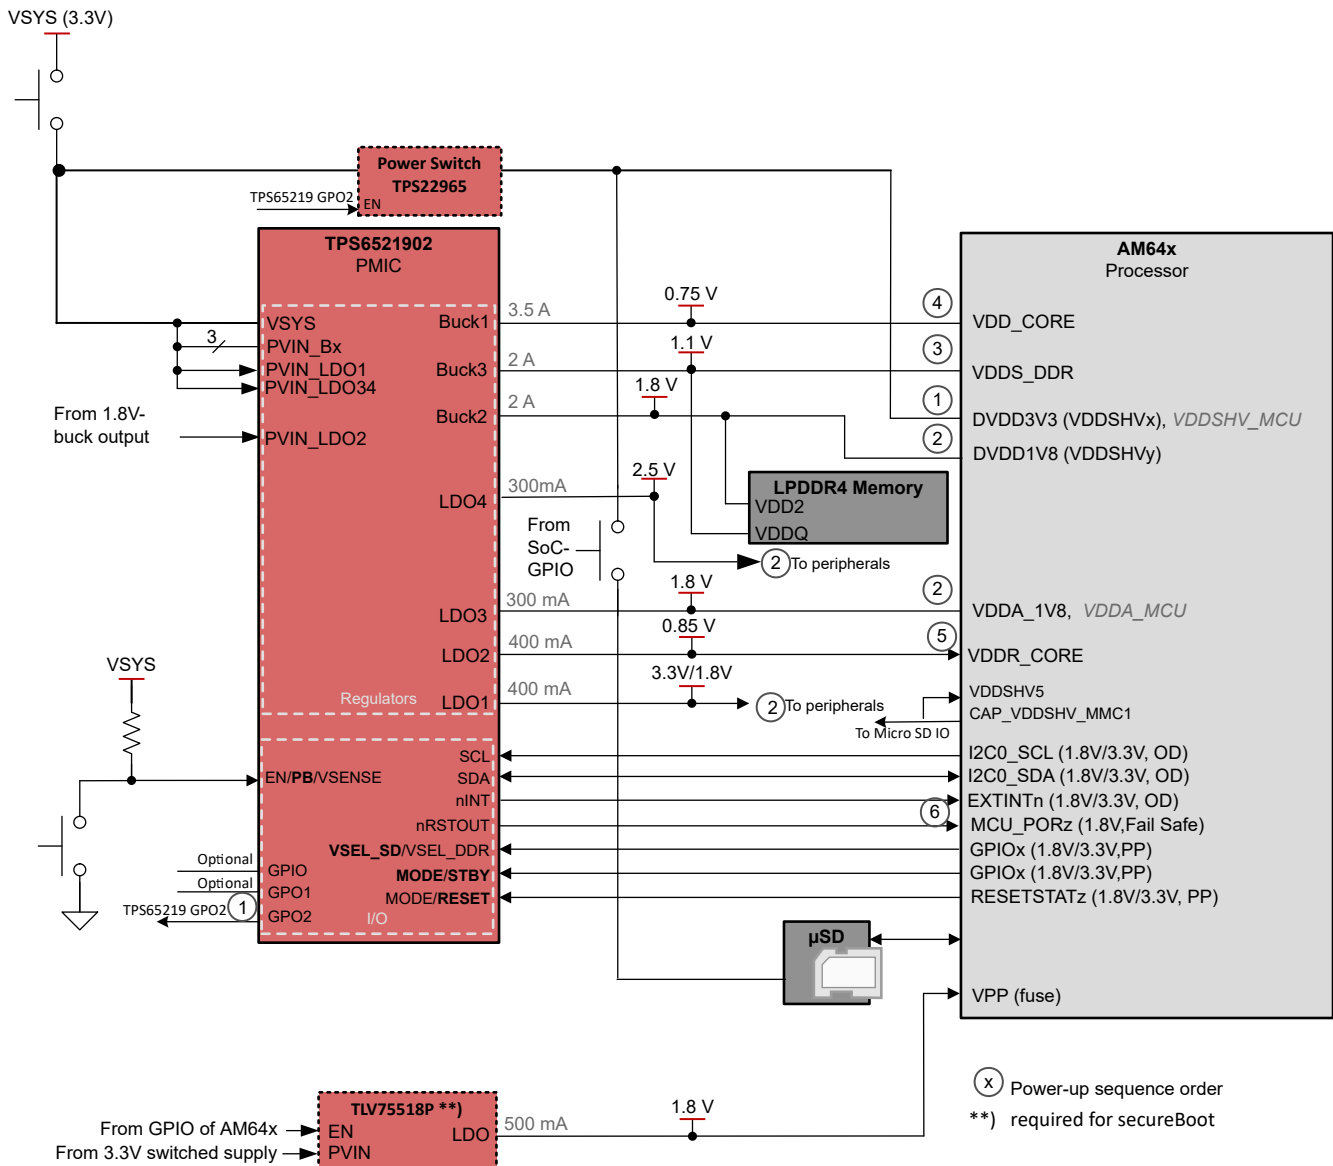 VSYS (3.3V)
Power Switch
TPS22965
TPS65219 GPO2
EN
TPS6521902
PMIC
AM64x
Processor
VSYS
3
PVIN_Bx
PVIN_LDO1
PVIN_LDO34
From 1.8V-
buck output
PVIN_LDO2
Buck1
3.5 A
0.75 V
4
VDD_CORE
Buck3
2 A
1.1 V
3
VDDS_DDR
Buck2
2 A
1.8 V
1
DVDD3V3 (VDDSHVx), VDDSHV_MCU
2
DVDD1V8 (VDDSHVy)
LDO4
300mA
2.5 V
LPDDR4 Memory
VDD2
VDDQ
From
SoC-
GPIO
2
To peripherals
LDO3
300 mA
1.8 V
2
VDDA_1V8, VDDA_MCU
LDO2
400 mA
0.85 V
5
VDDR_CORE
Regulators
LDO1
400 mA
3.3V/1.8V
2
To peripherals
VDDSHV5
CAP_VDDSHV_MMC1
To Micro SD IO
VSYS
EN/PB/VSENSE
SCL
I2C0_SCL (1.8V/3.3V, OD)
SDA
I2C0_SDA (1.8V/3.3V, OD)
nINT
EXTINTn (1.8V/3.3V, OD)
nRSTOUT
6
MCU_PORz (1.8V,Fail Safe)
VSEL_SD/VSEL_DDR
GPIOx (1.8V/3.3V,PP)
MODE/STBY
GPIOx (1.8V/3.3V,PP)
MODE/RESET
RESETSTATz (1.8V/3.3V, PP)
Optional
GPIO
Optional
GPO1
TPS65219 GPO2
1
GPO2
I/O
µSD
VPP (fuse)
TLV75518P **)
From GPIO of AM64x
EN
From 3.3V switched supply
PVIN
LDO
500 mA
1.8 V
x
Power-up sequence order
**) required for secureBoot